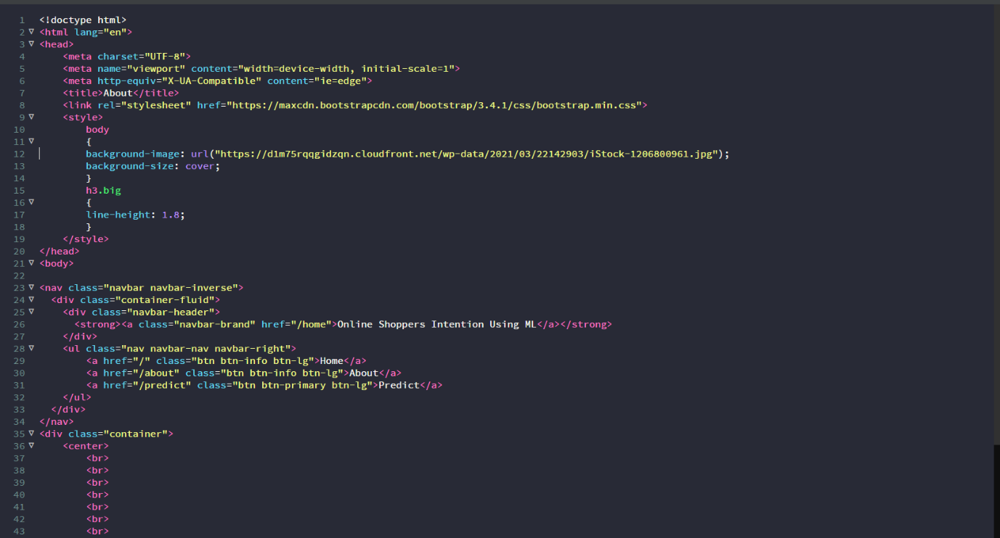 1 <!doctype html>
2 <html lang="en">
3 <head>
4     <meta charset="UTF-8">
5     <meta name="viewport" content="width=device-width, initial-scale=1">
6     <meta http-equiv="X-UA-Compatible" content="ie=edge">
7     <title>About</title>
8     <link rel="stylesheet" href="https://maxcdn.bootstrapcdn.com/bootstrap/3.4.1/css/bootstrap.min.css">
9     <style>
10         body
11         {
12         background-image: url("https://d1m75rqqgidzqn.cloudfront.net/wp-data/2021/03/22142903/iStock-1206800961.jpg");
13         background-size: cover;
14         }
15         h3.big
16         {
17         line-height: 1.8;
18         }
19     </style>
20 </head>
21 <body>
22
23 <nav class="navbar navbar-inverse">
24   <div class="container-fluid">
25     <div class="navbar-header">
26       <strong><a class="navbar-brand" href="/home">Online Shoppers Intention Using ML</a></strong>
27     </div>
28     <ul class="nav navbar-nav navbar-right">
29         <a href="/" class="btn btn-info btn-lg">Home</a>
30         <a href="/about" class="btn btn-info btn-lg">About</a>
31         <a href="/predict" class="btn btn-primary btn-lg">Predict</a>
32     </ul>
33   </div>
34 </nav>
35 <div class="container">
36     <center>
37         <br>
38         <br>
39         <br>
40         <br>
41         <br>
42         <br>
43         <br>